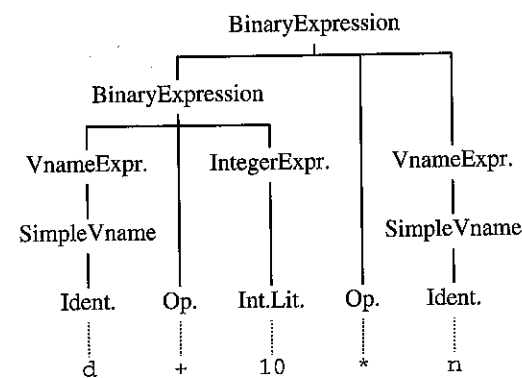 BinaryExpression
BinaryExpression
VnameExpr. IntegerExpr. VnameExpr.
SimpleVname SimpleVname
Ident. Op. Int.Lit. Op. Ident.
d + 10 * n